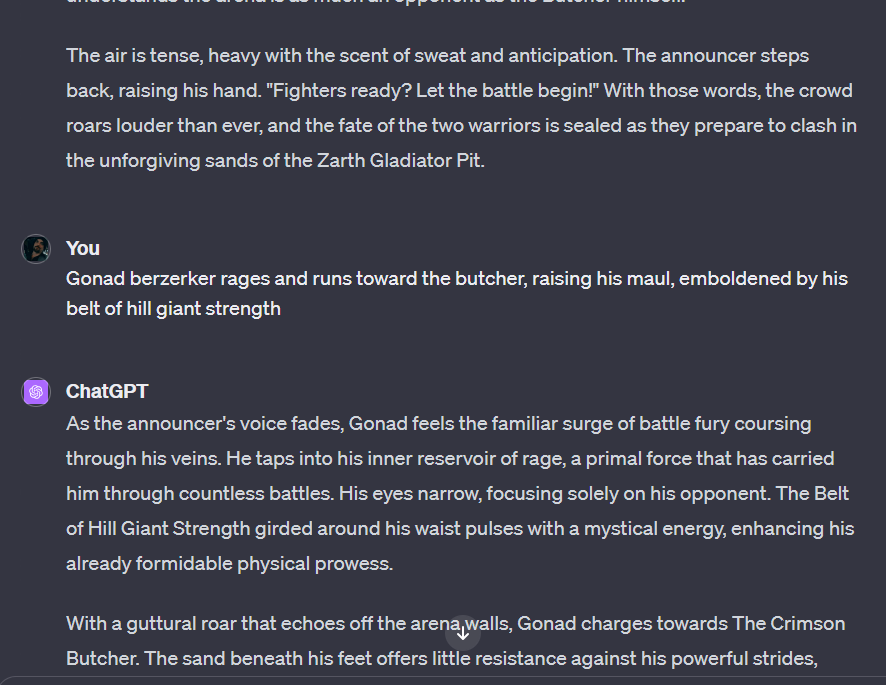 The air is tense, heavy with the scent of sweat and anticipation. The announcer steps
back, raising his hand. "Fighters ready? Let the battle begin!" With those words, the crowd
roars louder than ever, and the fate of the two warriors is sealed as they prepare to clash in
the unforgiving sands of the Zarth Gladiator Pit.
You
Gonad berzerker rages and runs toward the butcher, raising his maul, emboldened by his
belt of hill giant strength
ChatGPT
As the announcer's voice fades, Gonad feels the familiar surge of battle fury coursing
through his veins. He taps into his inner reservoir of rage, a primal force that has carried
him through countless battles. His eyes narrow, focusing solely on his opponent. The Belt
of Hill Giant Strength girded around his waist pulses with a mystical energy, enhancing his
already formidable physical prowess.
With a guttural roar that echoes off the arena walls, Gonad charges towards The Crimson
Butcher. The sand beneath his feet offers little resistance against his powerful strides,